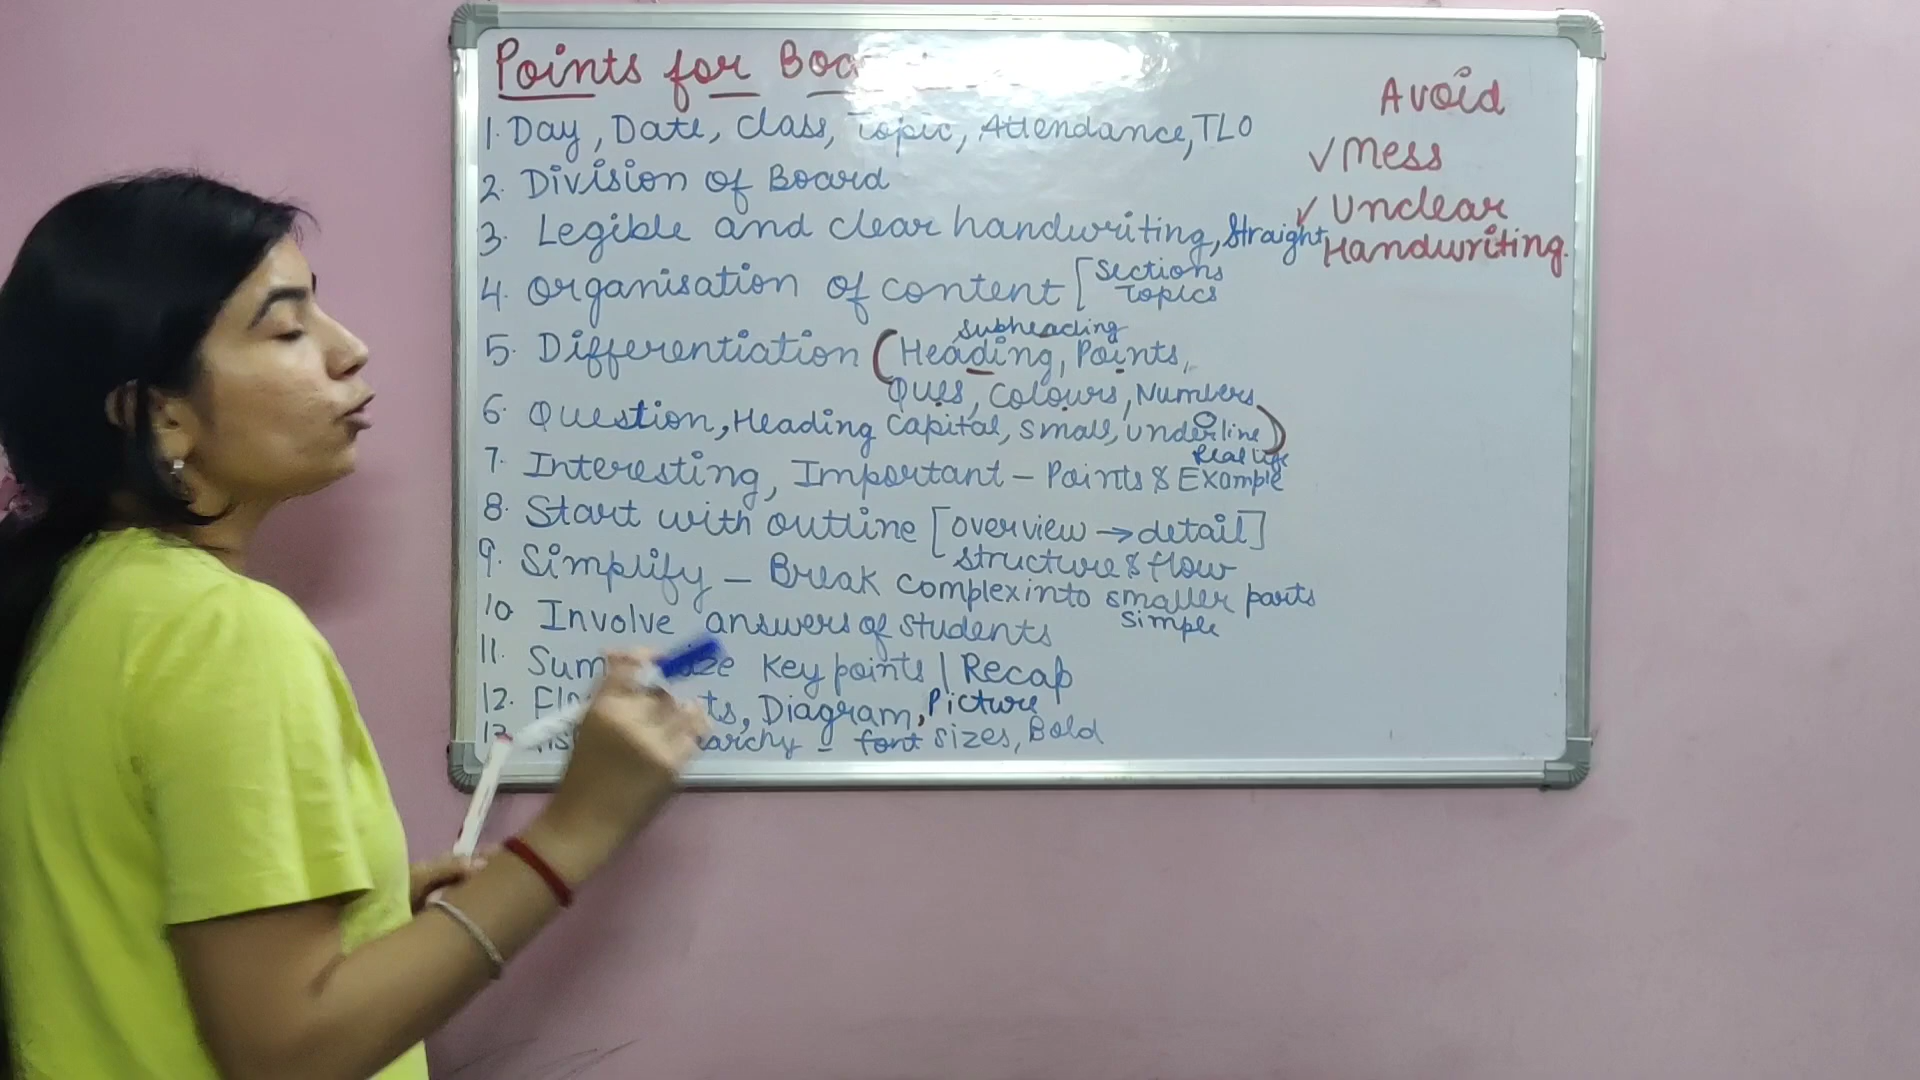 Points for
1. Day, Date, Class, Topic, Attendance, TLO
2. Division of Board
3. Legible and clear handwriting, Straight
4. Organisation of content [Sections
Topics
subheading
5. Differentiation (Heading, Points,
Ques, Colours, Numbers
6. Question, Heading Capital, small, underline)
Real life
7. Interesting, Important - Points & Example
8. Start with outline [overview → detail]
structure & flow
9. Simplify - Break complex into smaller parts
simple
10 Involve answers of students
11. Key points | Recap
12. Diagram, Picture
13 - font sizes, Bold
Avoid
✓ Mess
✓ Unclear
Handwriting.